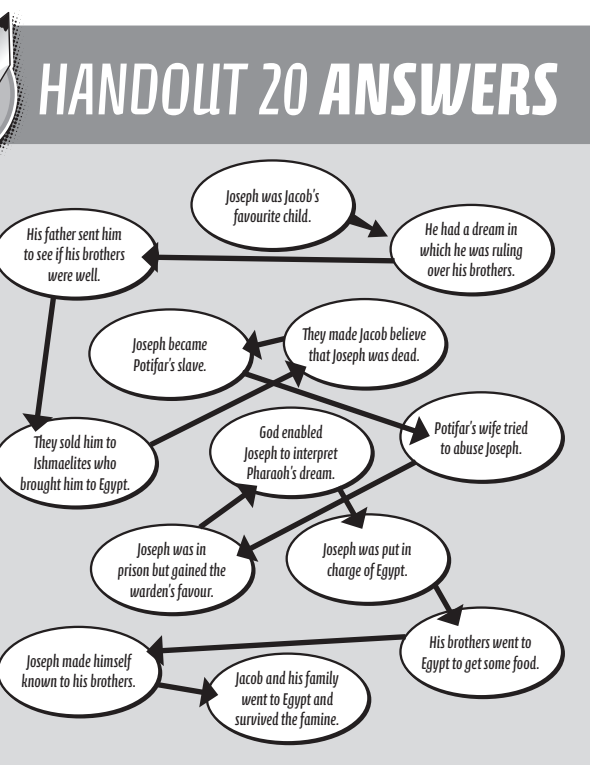 HANDOUT 20 ANSWERS
Joseph was Jacob's
favourite child.
He had a dream in
which he was ruling
over his brothers.
His father sent him
to see if his brothers
were well.
They made Jacob believe
that Joseph was dead.
Joseph became
Potifar's slave.
Potifar's wife tried
to abuse Joseph.
They sold him to
Ishmaelites who
brought him to Egypt.
God enabled
Joseph to interpret
Pharaoh's dream.
Joseph was in
prison but gained the
warden's favour.
Joseph was put in
charge of Egypt.
His brothers went to
Egypt to get some food.
Joseph made himself
known to his brothers.
Jacob and his family
went to Egypt and
survived the famine.